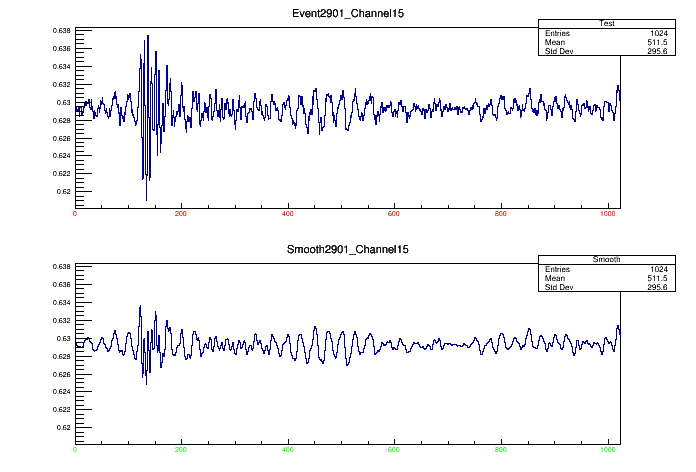 Event2901_Channel15
Test
Entries 1024
Mean 511.5
Std Dev 295.6
0.638
0.636
0.634
0.632
0.63
0.628
0.626
0.624
0.622
0.62
0 200 400 600 800 1000
Smooth2901_Channel15
Smooth
Entries 1024
Mean 511.5
Std Dev 295.6
0.638
0.636
0.634
0.632
0.63
0.628
0.626
0.624
0.622
0.62
0 200 400 600 800 1000